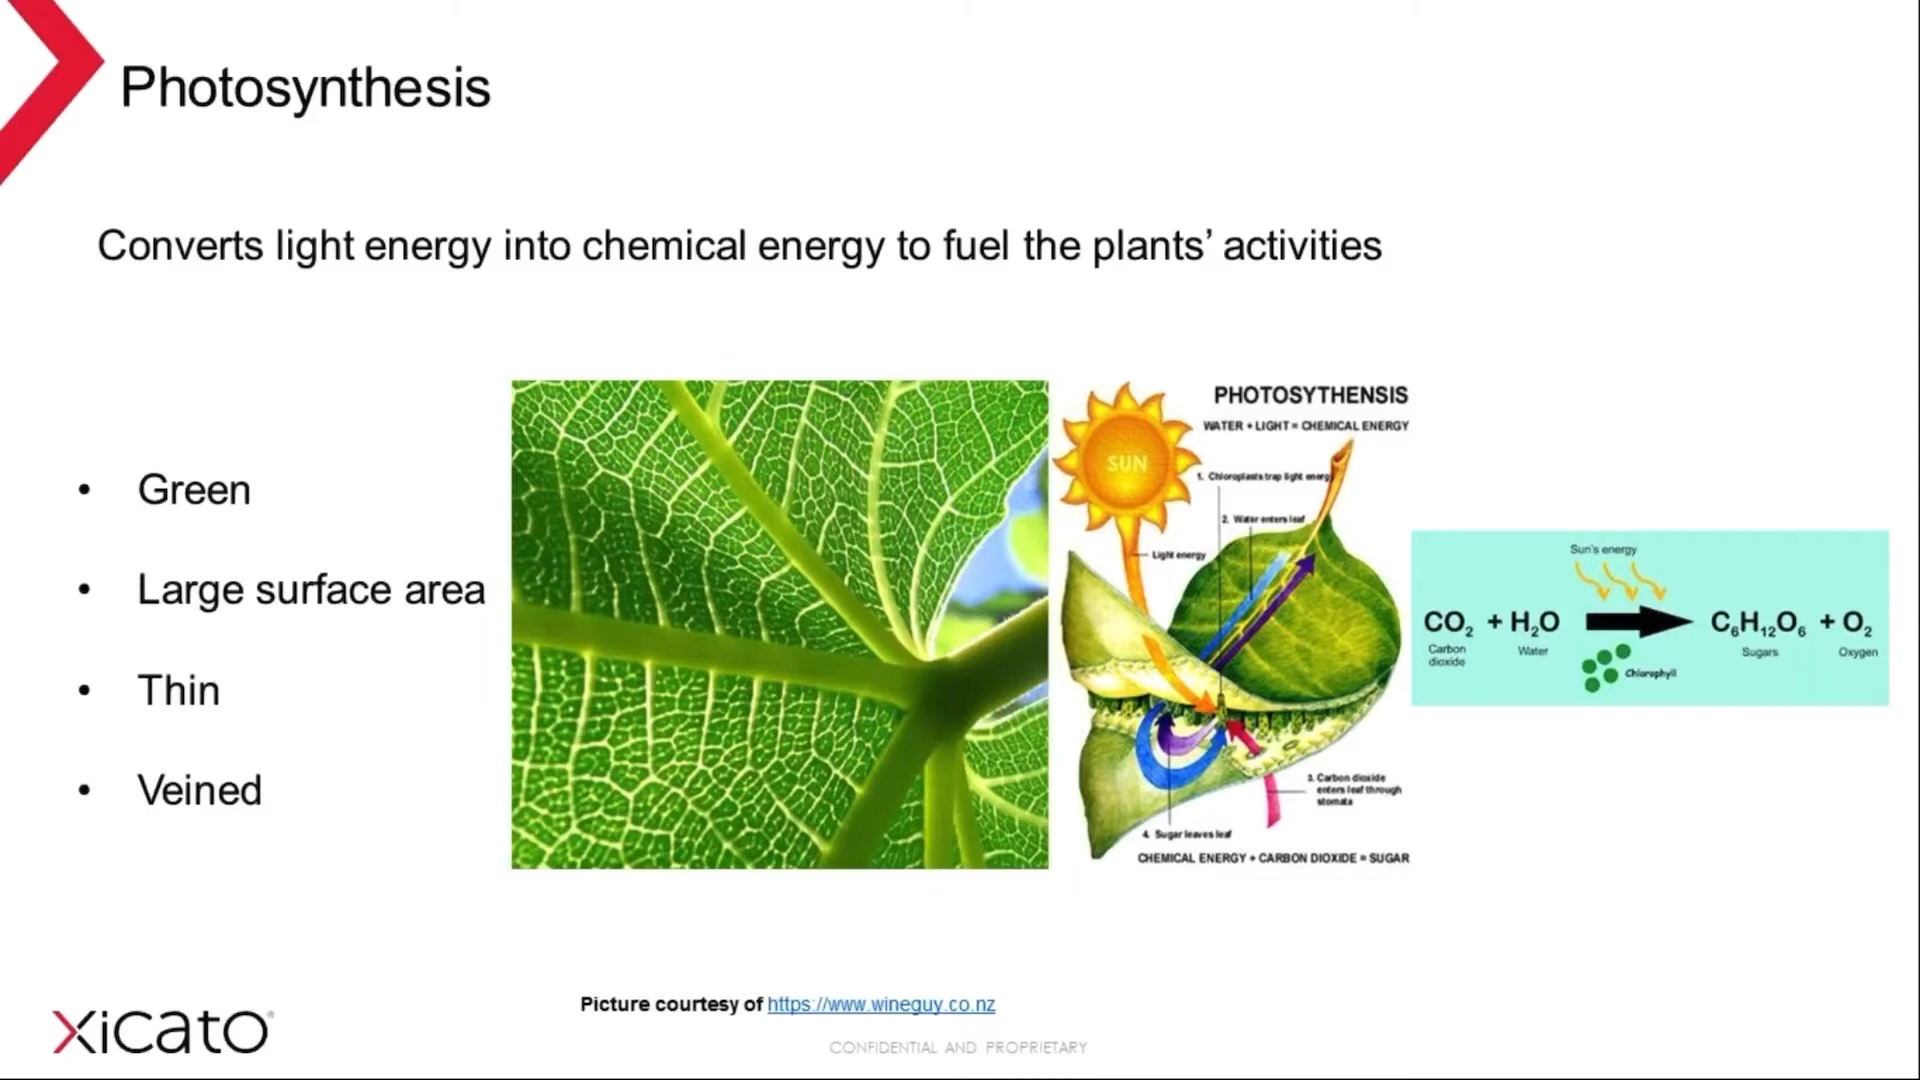 Photosynthesis
Converts light energy into chemical energy to fuel the plants’ activities
• Green
• Large surface area
• Thin
• Veined
PHOTOSYTHENSIS
WATER + LIGHT = CHEMICAL ENERGY
SUN
1. Chloroplasts trap light energy
2. Water enters leaf
Light energy
3. Carbon dioxide
enters leaf through
stomata
4. Sugar leaves leaf
CHEMICAL ENERGY + CARBON DIOXIDE = SUGAR
Sun's energy
CO₂ + H₂O C₆H₁₂O₆ + O₂
Carbon
dioxide
Water
Sugars
Oxygen
Chlorophyll
Picture courtesy of https://www.wineguy.co.nz
xicato®
CONFIDENTIAL AND PROPRIETARY